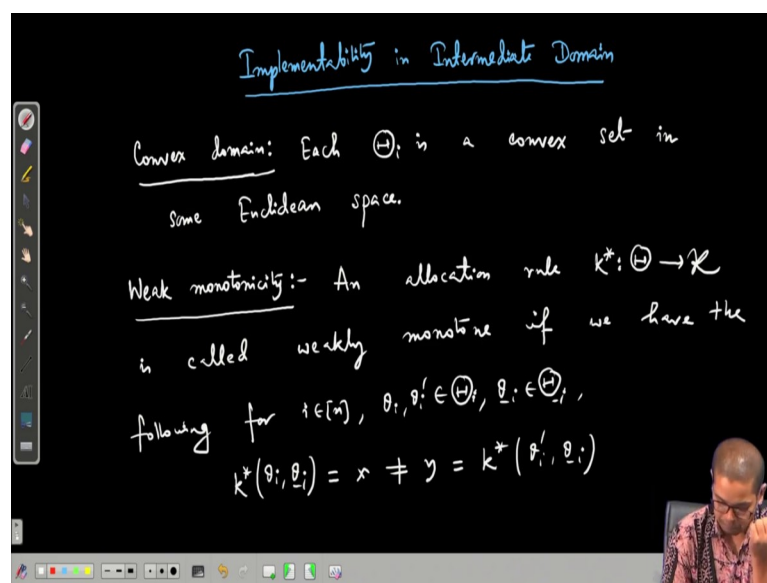 Implementability in Intermediate Domain
Convex domain: Each Θᵢ is a convex set in
some Euclidean space.
Weak monotonicity:- An allocation rule k*: Θ → 𝒦
is called weakly monotone if we have the
following for i∈[n], θᵢ, θᵢ' ∈ Θᵢ, θ₋ᵢ ∈ Θ₋ᵢ,
k*(θᵢ, θ₋ᵢ) = x ≠ y = k*(θᵢ', θ₋ᵢ)